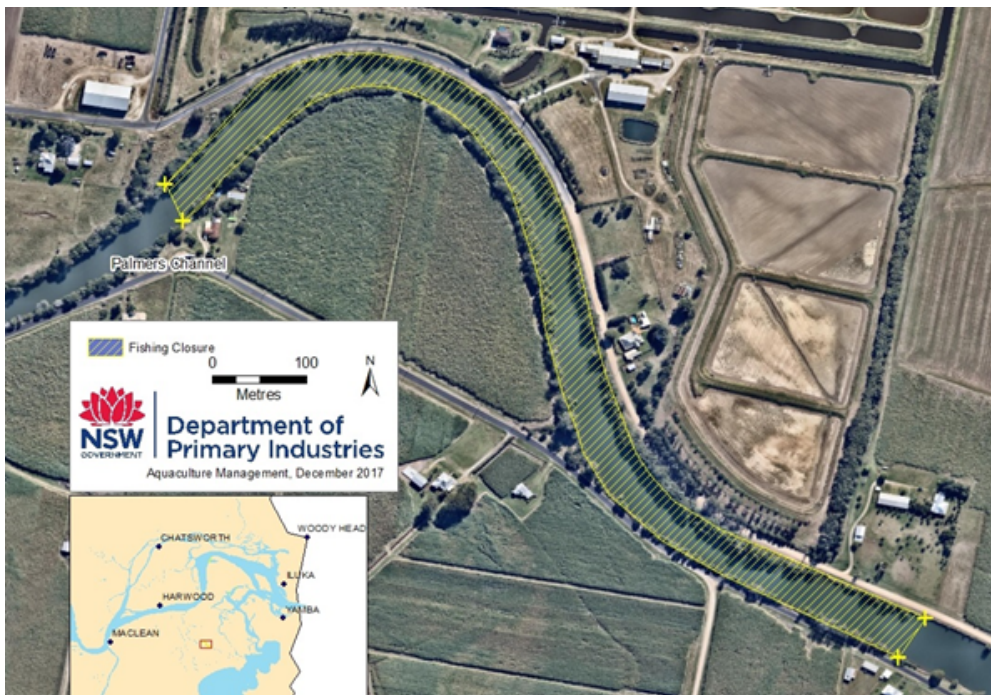 Palmers Channel
Fishing Closure
0 100
Metres
N
NSW
GOVERNMENT
Department of
Primary Industries
Aquaculture Management, December 2017
WOODY HEAD
CHATSWORTH
ILUKA
HARWOOD
YAMBA
MACLEAN